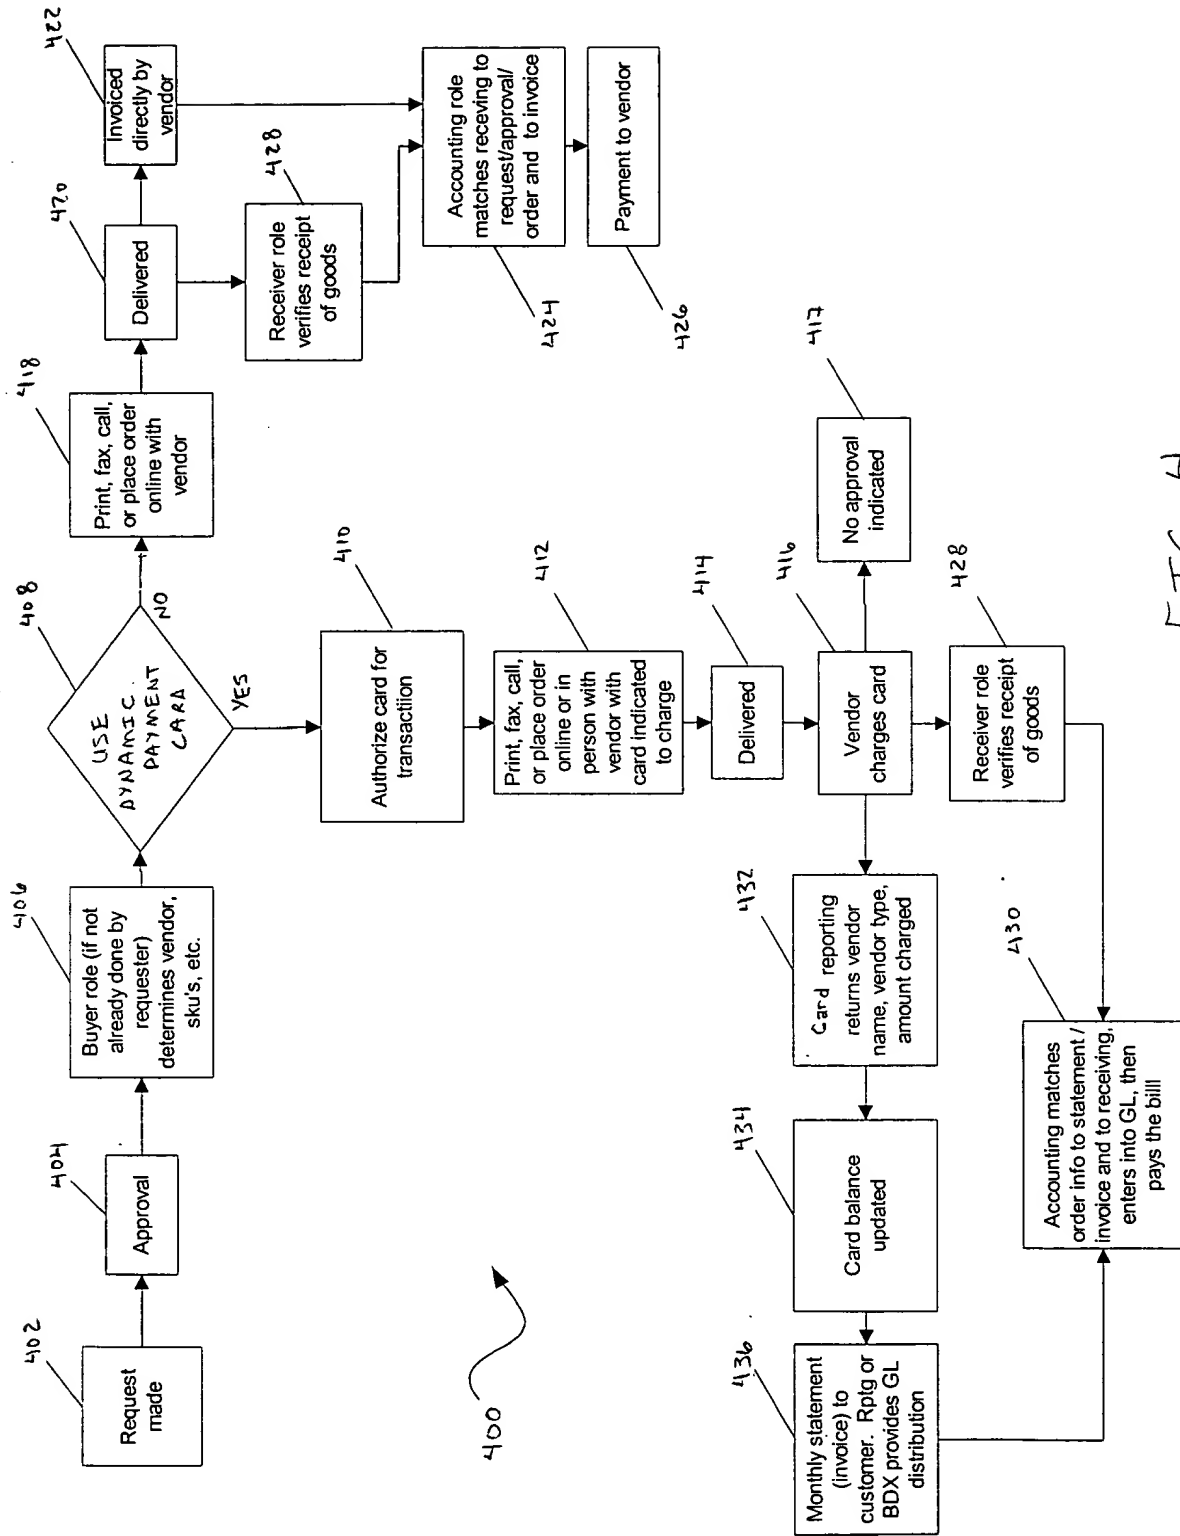 402
Request
made
404
Approval
406
Buyer role (if not
already done by
requester)
determines vendor,
sku's, etc.
408
USE
DYNAMIC
PAYMENT
CARD
NO
YES
418
Print, fax, call,
or place order
online with
vendor
420
Delivered
422
Invoiced
directly by
vendor
428
Receiver role
verifies receipt
of goods
424
Accounting role
matches receving to
request/approval/
order and to invoice
426
Payment to vendor
410
Authorize card for
transactiion
412
Print, fax, call,
or place order
online or in
person with
vendor with
card indicated
to charge
414
Delivered
416
Vendor
charges card
417
No approval
indicated
428
Receiver role
verifies receipt
of goods
432
Card reporting
returns vendor
name, vendor type,
amount charged
434
Card balance
updated
436
Monthly statement
(invoice) to
customer. Rptg or
BDX provides GL
distribution
430
Accounting matches
order info to statement /
invoice and to receiving,
enters into GL, then
pays the billl
400
FIG. 4